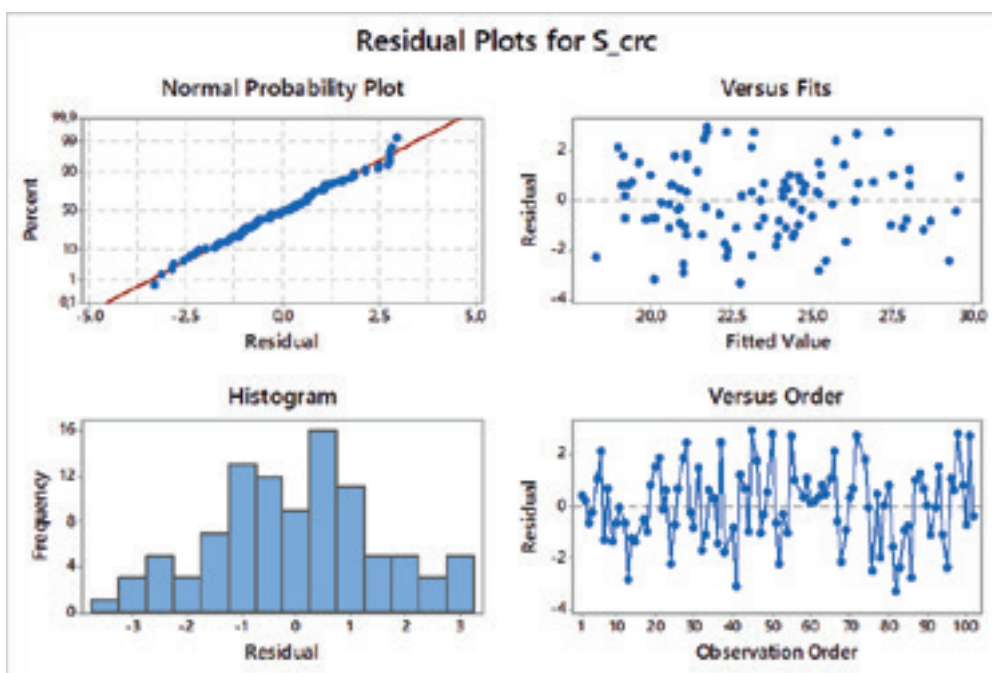 Residual Plots for S_crc
Normal Probability Plot
99,9
99
90
50
10
1
0,1
Percent
-5.0 -2.5 0.0 2.5 5.0
Residual
Versus Fits
2
0
-2
-4
Residual
20.0 22.5 25.0 27.5 30.0
Fitted Value
Histogram
16
12
8
4
0
Frequency
-3 -2 -1 0 1 2 3
Residual
Versus Order
2
0
-2
-4
Residual
1 10 20 30 40 50 60 70 80 90 100
Observation Order